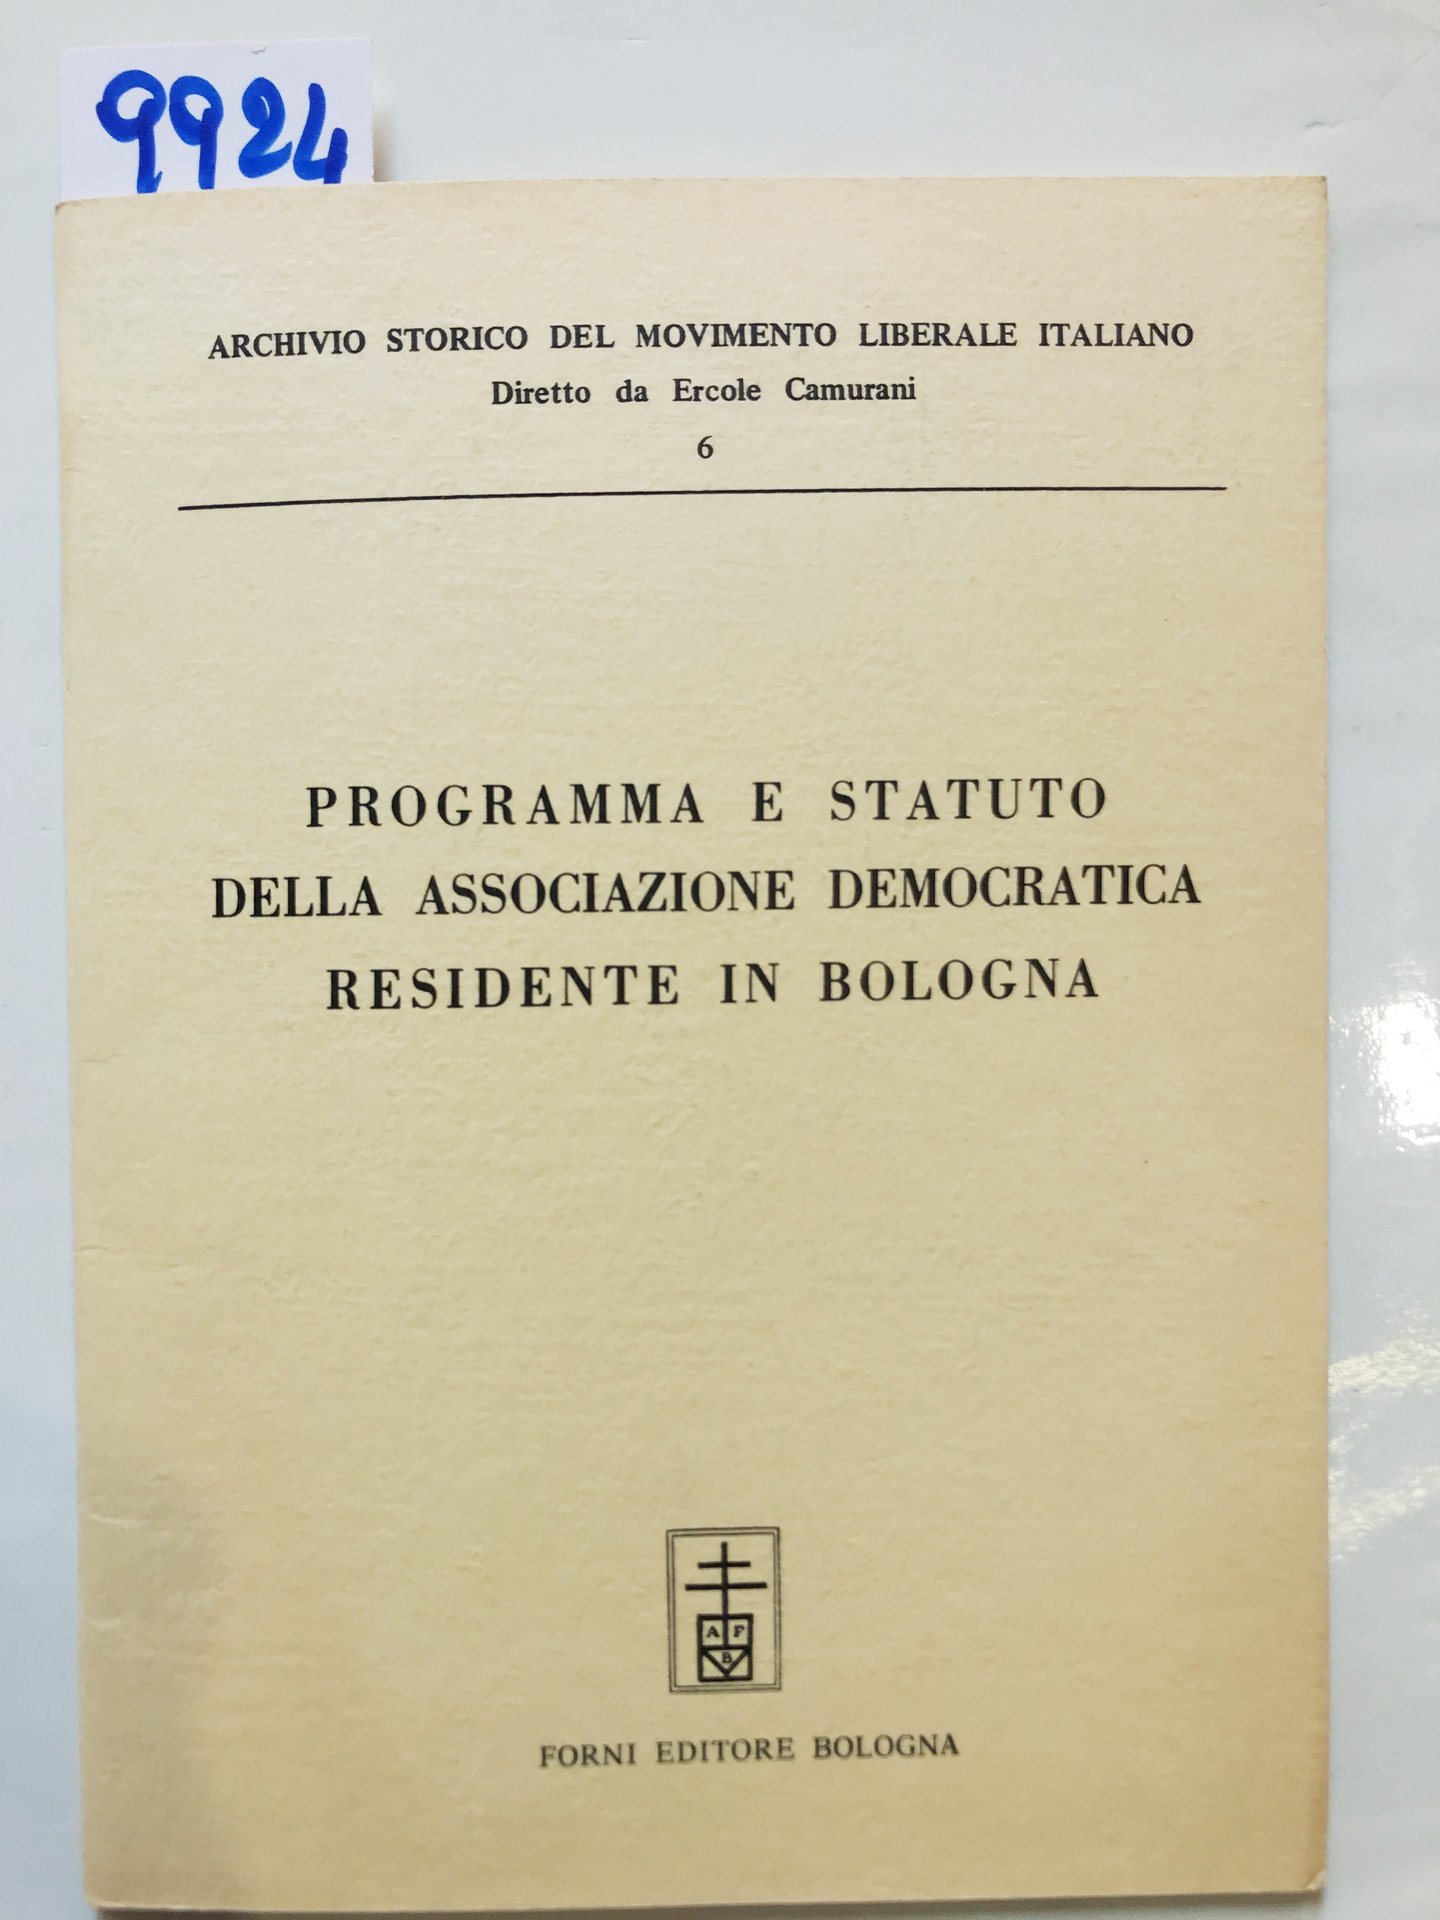 9924
ARCHIVIO STORICO DEL MOVIMENTO LIBERALE ITALIANO
Diretto da Ercole Camurani
6
PROGRAMMA E STATUTO
DELLA ASSOCIAZIONE DEMOCRATICA
RESIDENTE IN BOLOGNA
A F
B
FORNI EDITORE BOLOGNA